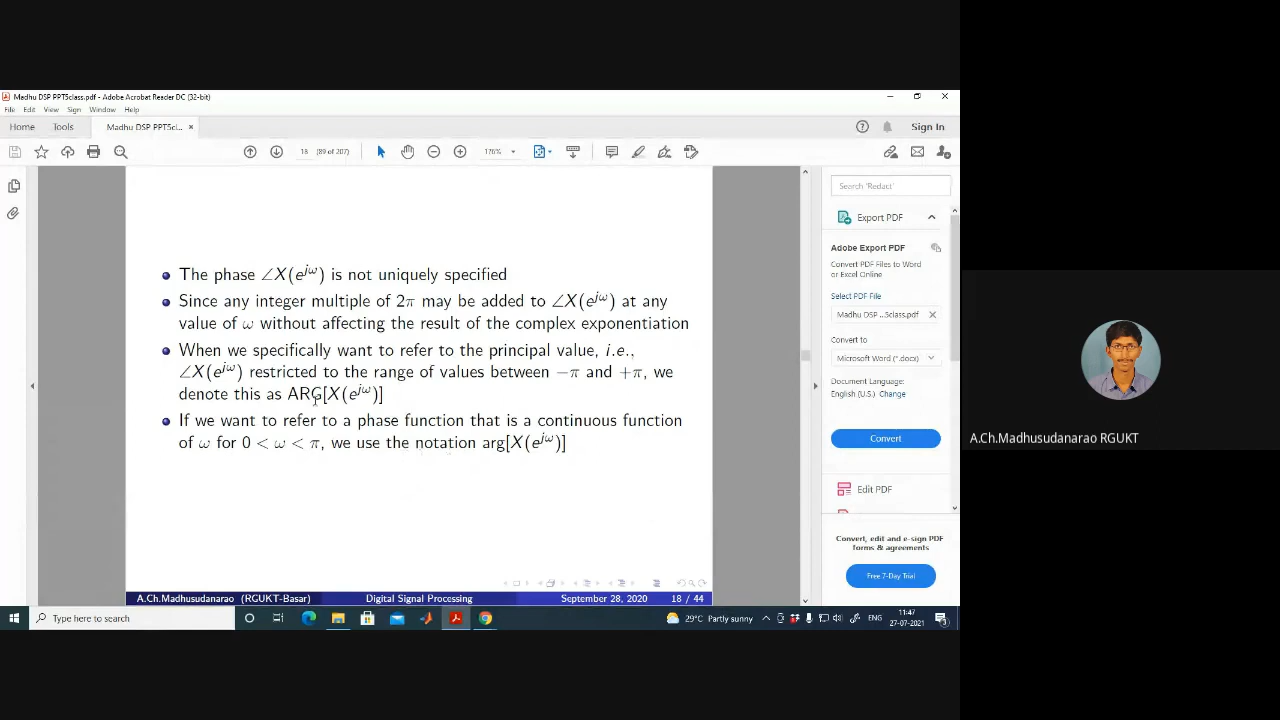 Madhu DSP PPT5class.pdf - Adobe Acrobat Reader DC (32-bit)
File Edit View Sign Window Help
Home Tools Madhu DSP PPT5cl... × Sign In
18 (89 of 207) 176%
Search 'Redact'
Export PDF
Adobe Export PDF
Convert PDF Files to Word
or Excel Online
Select PDF File
Madhu DSP ...5class.pdf ×
Convert to
Microsoft Word (*.docx)
Document Language:
English (U.S.) Change
Convert
Edit PDF
Convert, edit and e-sign PDF
forms & agreements
Free 7-Day Trial
The phase ∠X(e^{jω}) is not uniquely specified
Since any integer multiple of 2π may be added to ∠X(e^{jω}) at any
value of ω without affecting the result of the complex exponentiation
When we specifically want to refer to the principal value, i.e.,
∠X(e^{jω}) restricted to the range of values between −π and +π, we
denote this as ARG[X(e^{jω})]
If we want to refer to a phase function that is a continuous function
of ω for 0 < ω < π, we use the notation arg[X(e^{jω})]
A.Ch.Madhusudanarao (RGUKT-Basar) Digital Signal Processing September 28, 2020 18 / 44
Type here to search 29°C Partly sunny ENG 11:47
27-07-2021
A.Ch.Madhusudanarao RGUKT